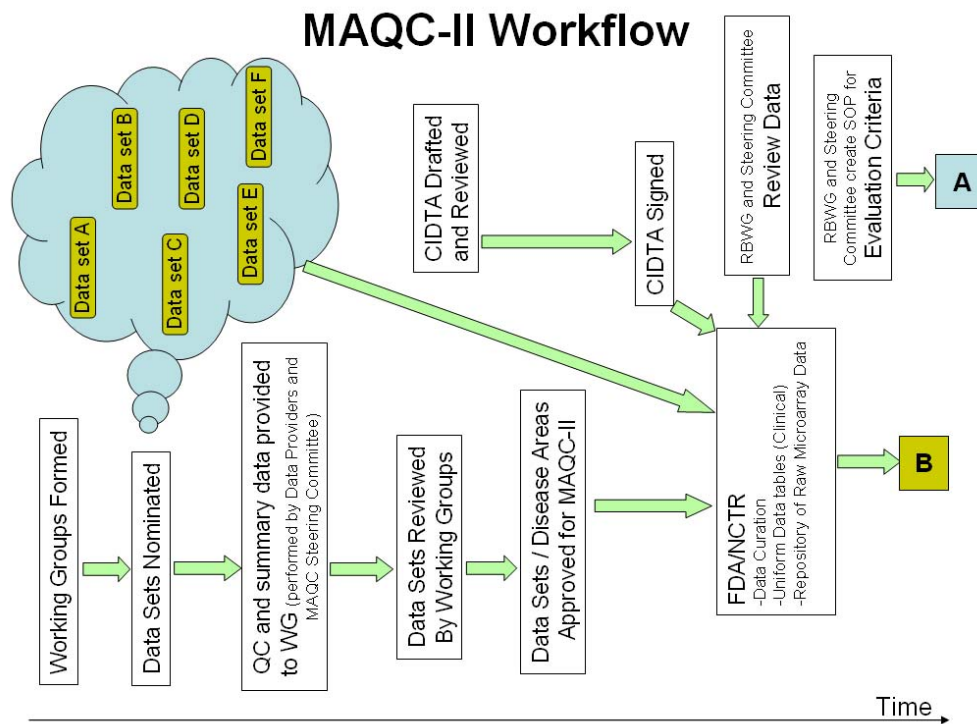 MAQC-II Workflow
Data set A
Data set B
Data set C
Data set D
Data set E
Data set F
Working Groups Formed
Data Sets Nominated
QC and summary data provided
to WG (performed by Data Providers and
MAQC Steering Committee)
Data Sets Reviewed
By Working Groups
Data Sets / Disease Areas
Approved for MAQC-II
CIDTA Drafted
and Reviewed
CIDTA Signed
RBWG and Steering Committee
Review Data
RBWG and Steering
Committee create SOP for
Evaluation Criteria
A
FDA/NCTR
-Data Curation
-Uniform Data tables (Clinical)
-Repository of Raw Microarray Data
B
Time